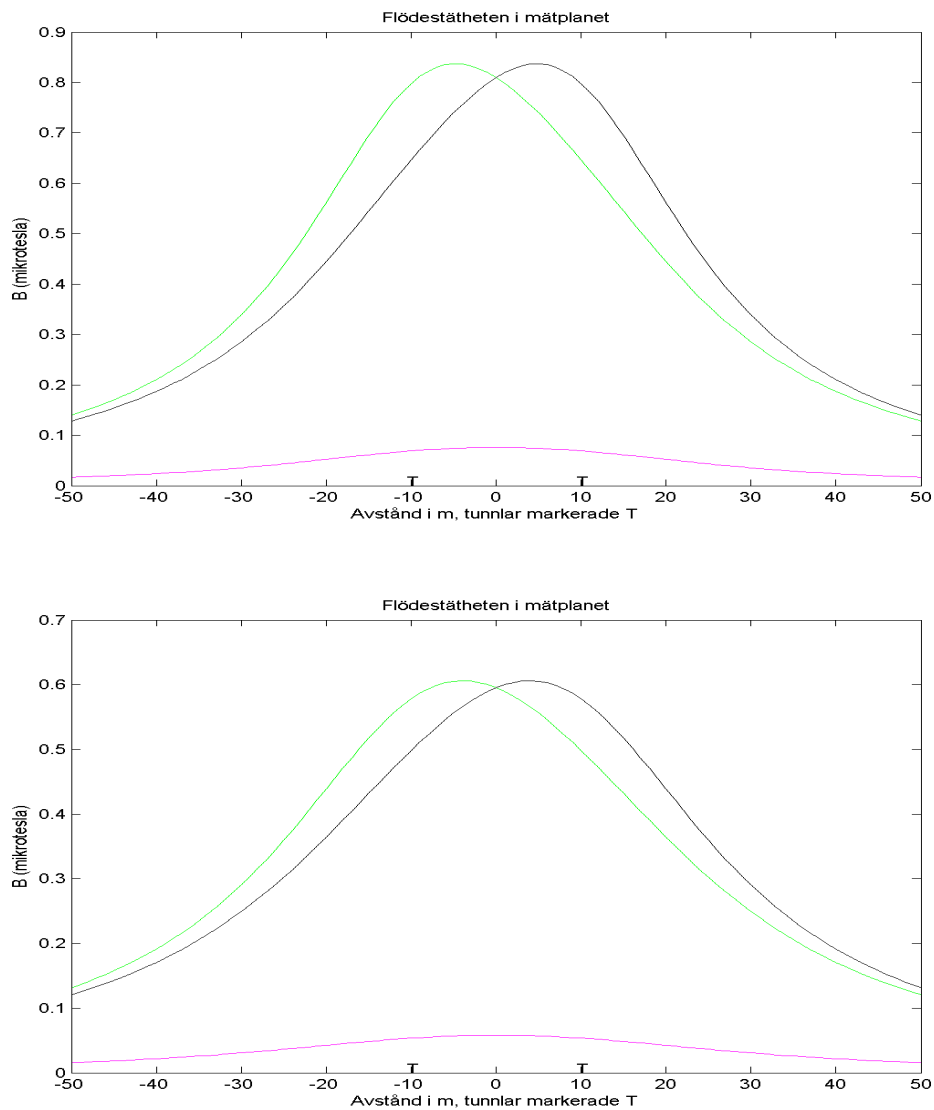 Flödestätheten i mätplanet
0.9
0.8
0.7
0.6
0.5
0.4
0.3
0.2
0.1
0
B (mikrotesla)
T T
-50 -40 -30 -20 -10 0 10 20 30 40 50
Avstånd i m, tunnlar markerade T
Flödestätheten i mätplanet
0.7
0.6
0.5
0.4
0.3
0.2
0.1
0
B (mikrotesla)
T T
-50 -40 -30 -20 -10 0 10 20 30 40 50
Avstånd i m, tunnlar markerade T